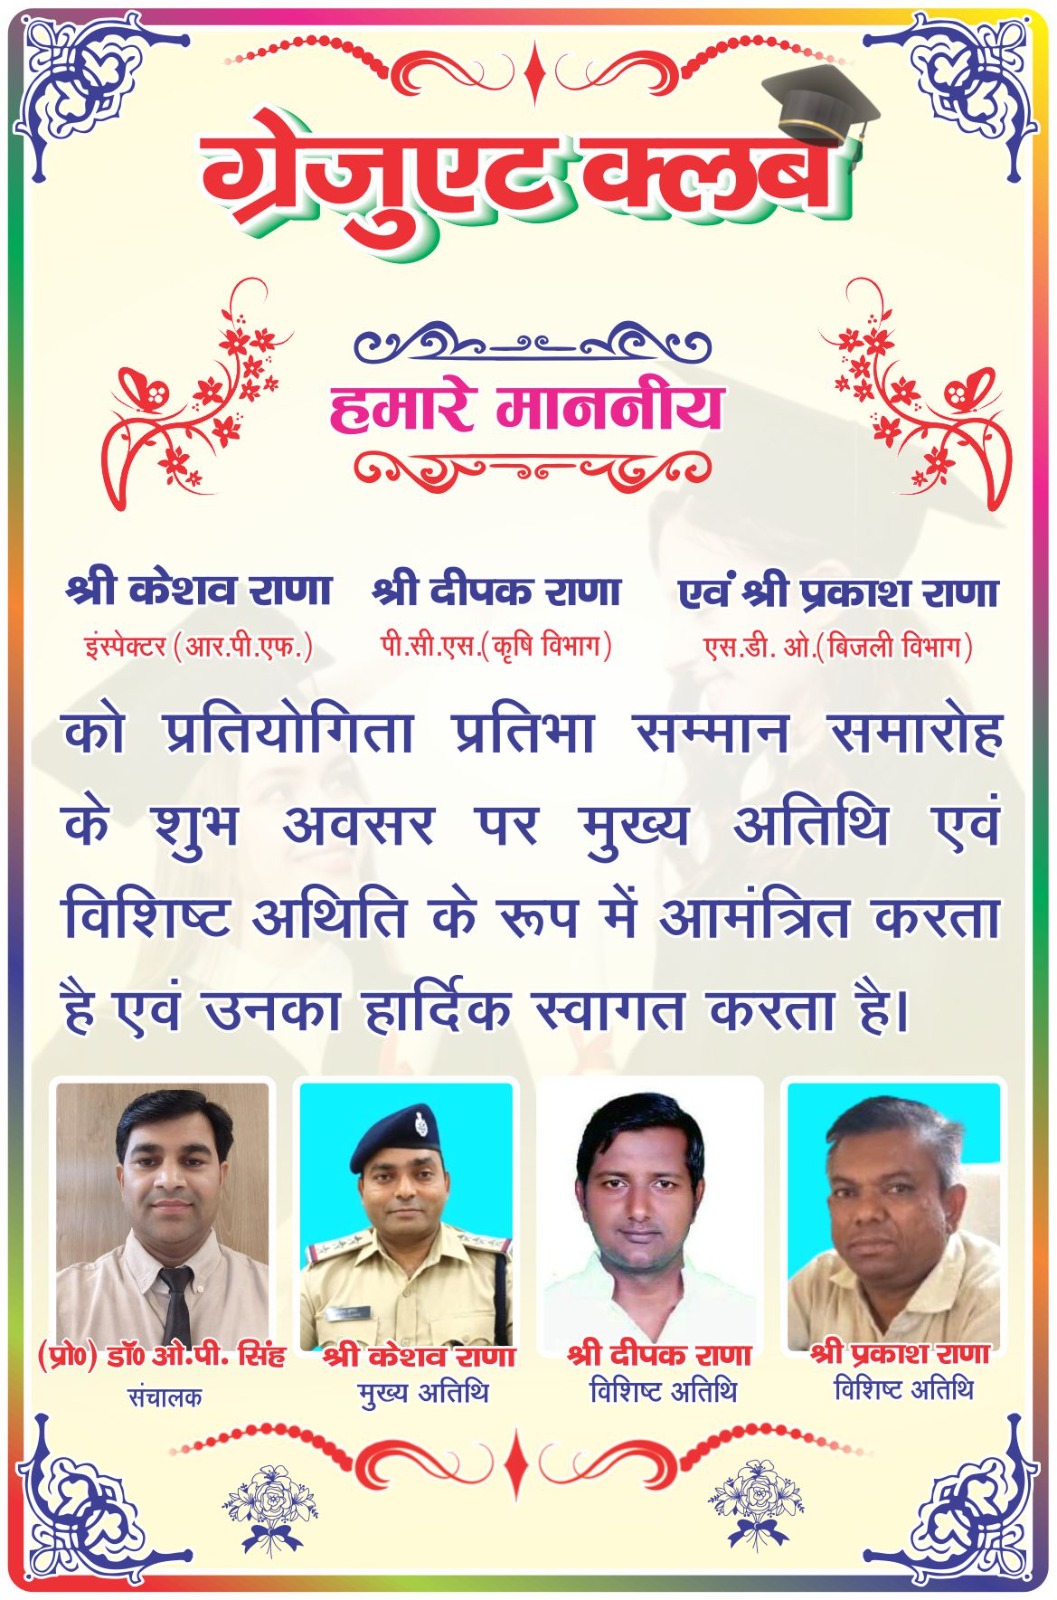 ग्रेजुएट क्लब
हमारे माननीय
श्री केशव राणा श्री दीपक राणा एवं श्री प्रकाश राणा
इंस्पेक्टर (आर.पी.एफ.) पी.सी.एस.(कृषि विभाग) एस.डी. ओ.(बिजली विभाग)
को प्रतियोगिता प्रतिभा सम्मान समारोह
के शुभ अवसर पर मुख्य अतिथि एवं
विशिष्ट अथिति के रूप में आमंत्रित करता
है एवं उनका हार्दिक स्वागत करता है।
(प्रो०) डॉ० ओ.पी. सिंह श्री केशव राणा श्री दीपक राणा श्री प्रकाश राणा
संचालक मुख्य अतिथि विशिष्ट अतिथि विशिष्ट अतिथि